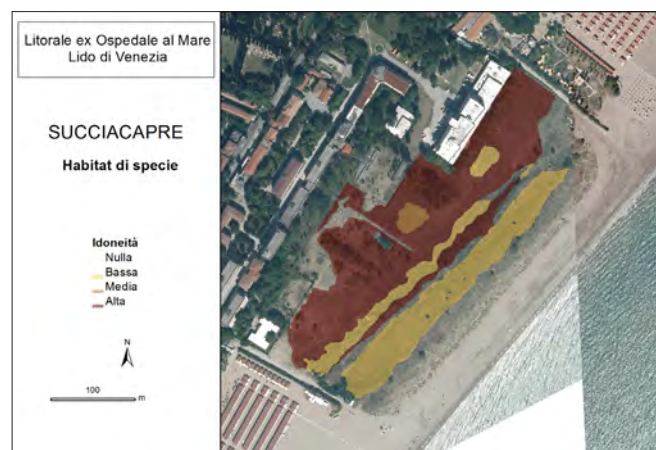 Litorale ex Ospedale al Mare
Lido di Venezia
SUCCIACAPRE
Habitat di specie
Idoneità
Nulla
Bassa
Media
Alta
N
100
m